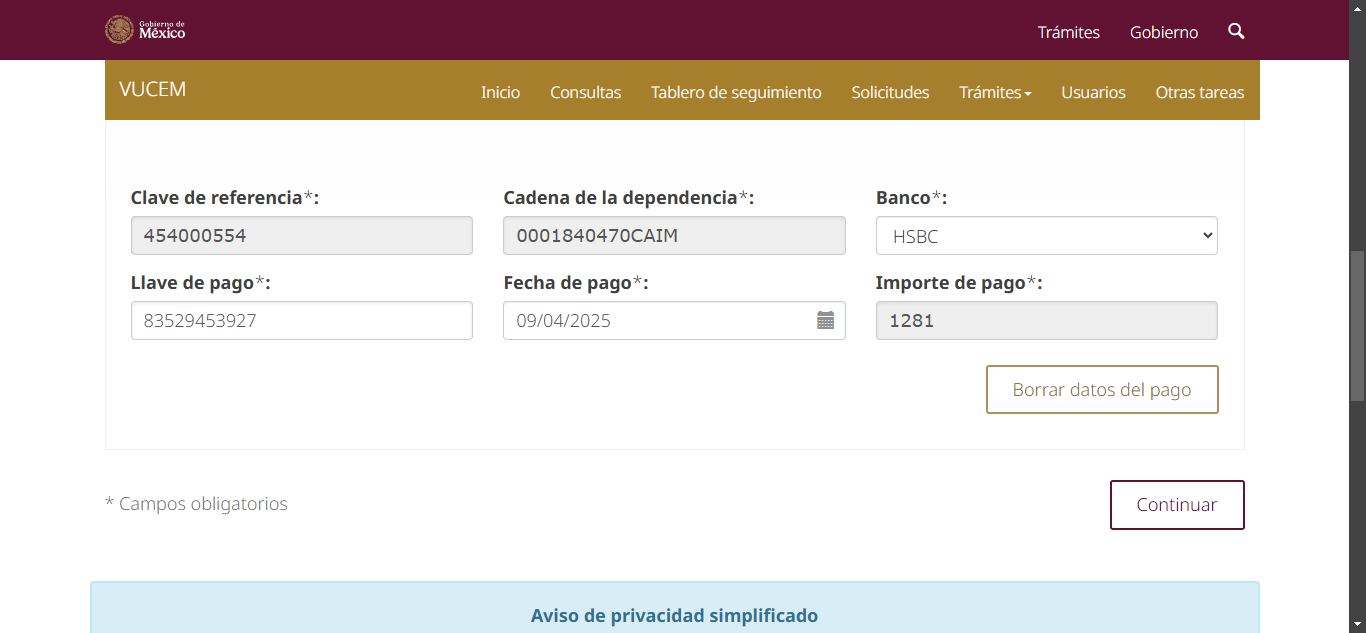 Gobierno de
México
Trámites Gobierno
VUCEM
Inicio Consultas Tablero de seguimiento Solicitudes Trámites Usuarios Otras tareas
Clave de referencia*: Cadena de la dependencia*: Banco*:
454000554 0001840470CAIM HSBC
Llave de pago*: Fecha de pago*: Importe de pago*:
83529453927 09/04/2025 1281
Borrar datos del pago
* Campos obligatorios
Continuar
Aviso de privacidad simplificado